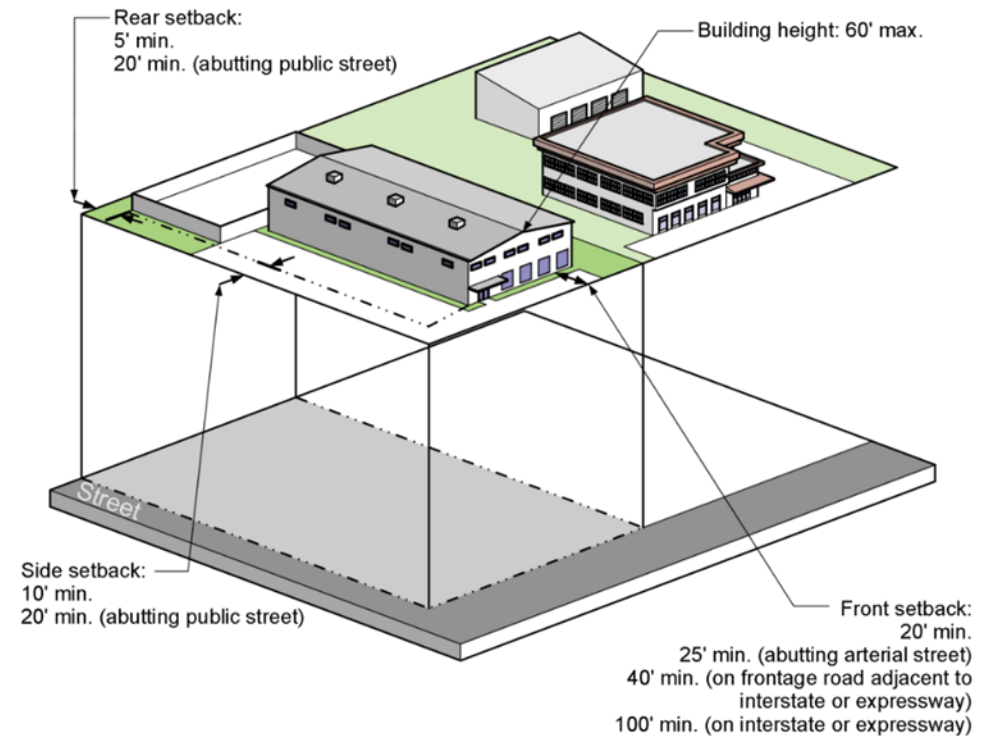 Rear setback:
5' min.
20' min. (abutting public street)
Building height: 60' max.
Street
Side setback:
10' min.
20' min. (abutting public street)
Front setback:
20' min.
25' min. (abutting arterial street)
40' min. (on frontage road adjacent to
interstate or expressway)
100' min. (on interstate or expressway)